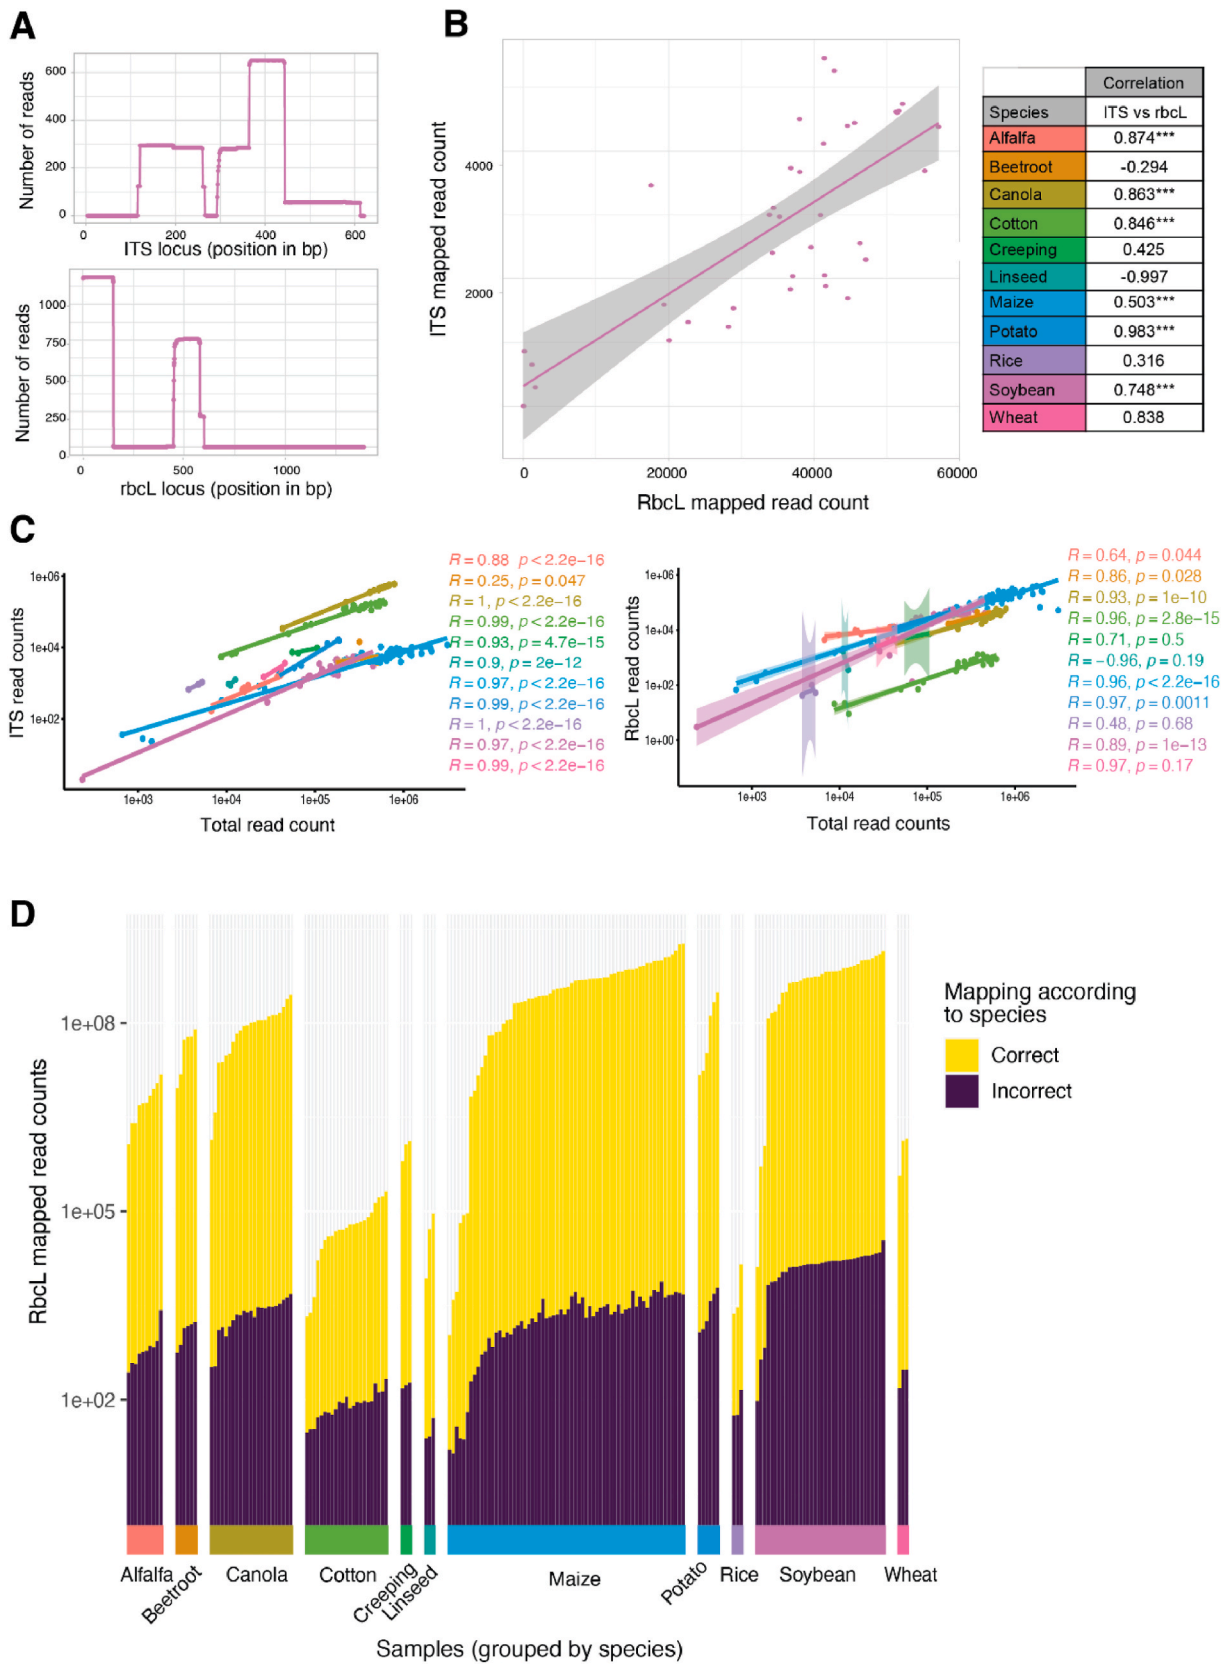 A
Number of reads
600
400
200
0
0
200
400
600
ITS locus (position in bp)
Number of reads
1000
750
500
250
0
0
500
1000
rbcL locus (position in bp)
B
ITS mapped read count
4000
2000
0
20000
40000
60000
RbcL mapped read count
Correlation
Species ITS vs rbcL
Alfalfa 0.874***
Beetroot -0.294
Canola 0.863***
Cotton 0.846***
Creeping 0.425
Linseed -0.997
Maize 0.503***
Potato 0.983***
Rice 0.316
Soybean 0.748***
Wheat 0.838
C
ITS read counts
1e+06
1e+04
1e+02
1e+03
1e+04
1e+05
1e+06
Total read count
R = 0.88 p < 2.2e−16
R = 0.25, p = 0.047
R = 1, p < 2.2e−16
R = 0.99, p < 2.2e−16
R = 0.93, p = 4.7e−15
R = 0.9, p = 2e−12
R = 0.97, p < 2.2e−16
R = 0.99, p < 2.2e−16
R = 1, p < 2.2e−16
R = 0.97, p < 2.2e−16
R = 0.99, p < 2.2e−16
RbcL read counts
1e+06
1e+04
1e+02
1e+00
1e+03
1e+04
1e+05
1e+06
Total read counts
R = 0.64, p = 0.044
R = 0.86, p = 0.028
R = 0.93, p = 1e−10
R = 0.96, p = 2.8e−15
R = 0.71, p = 0.5
R = −0.96, p = 0.19
R = 0.96, p < 2.2e−16
R = 0.97, p = 0.0011
R = 0.48, p = 0.68
R = 0.89, p = 1e−13
R = 0.97, p = 0.17
D
RbcL mapped read counts
1e+08
1e+05
1e+02
Alfalfa
Beetroot
Canola
Cotton
Creeping
Linseed
Maize
Potato
Rice
Soybean
Wheat
Samples (grouped by species)
Mapping according
to species
Correct
Incorrect